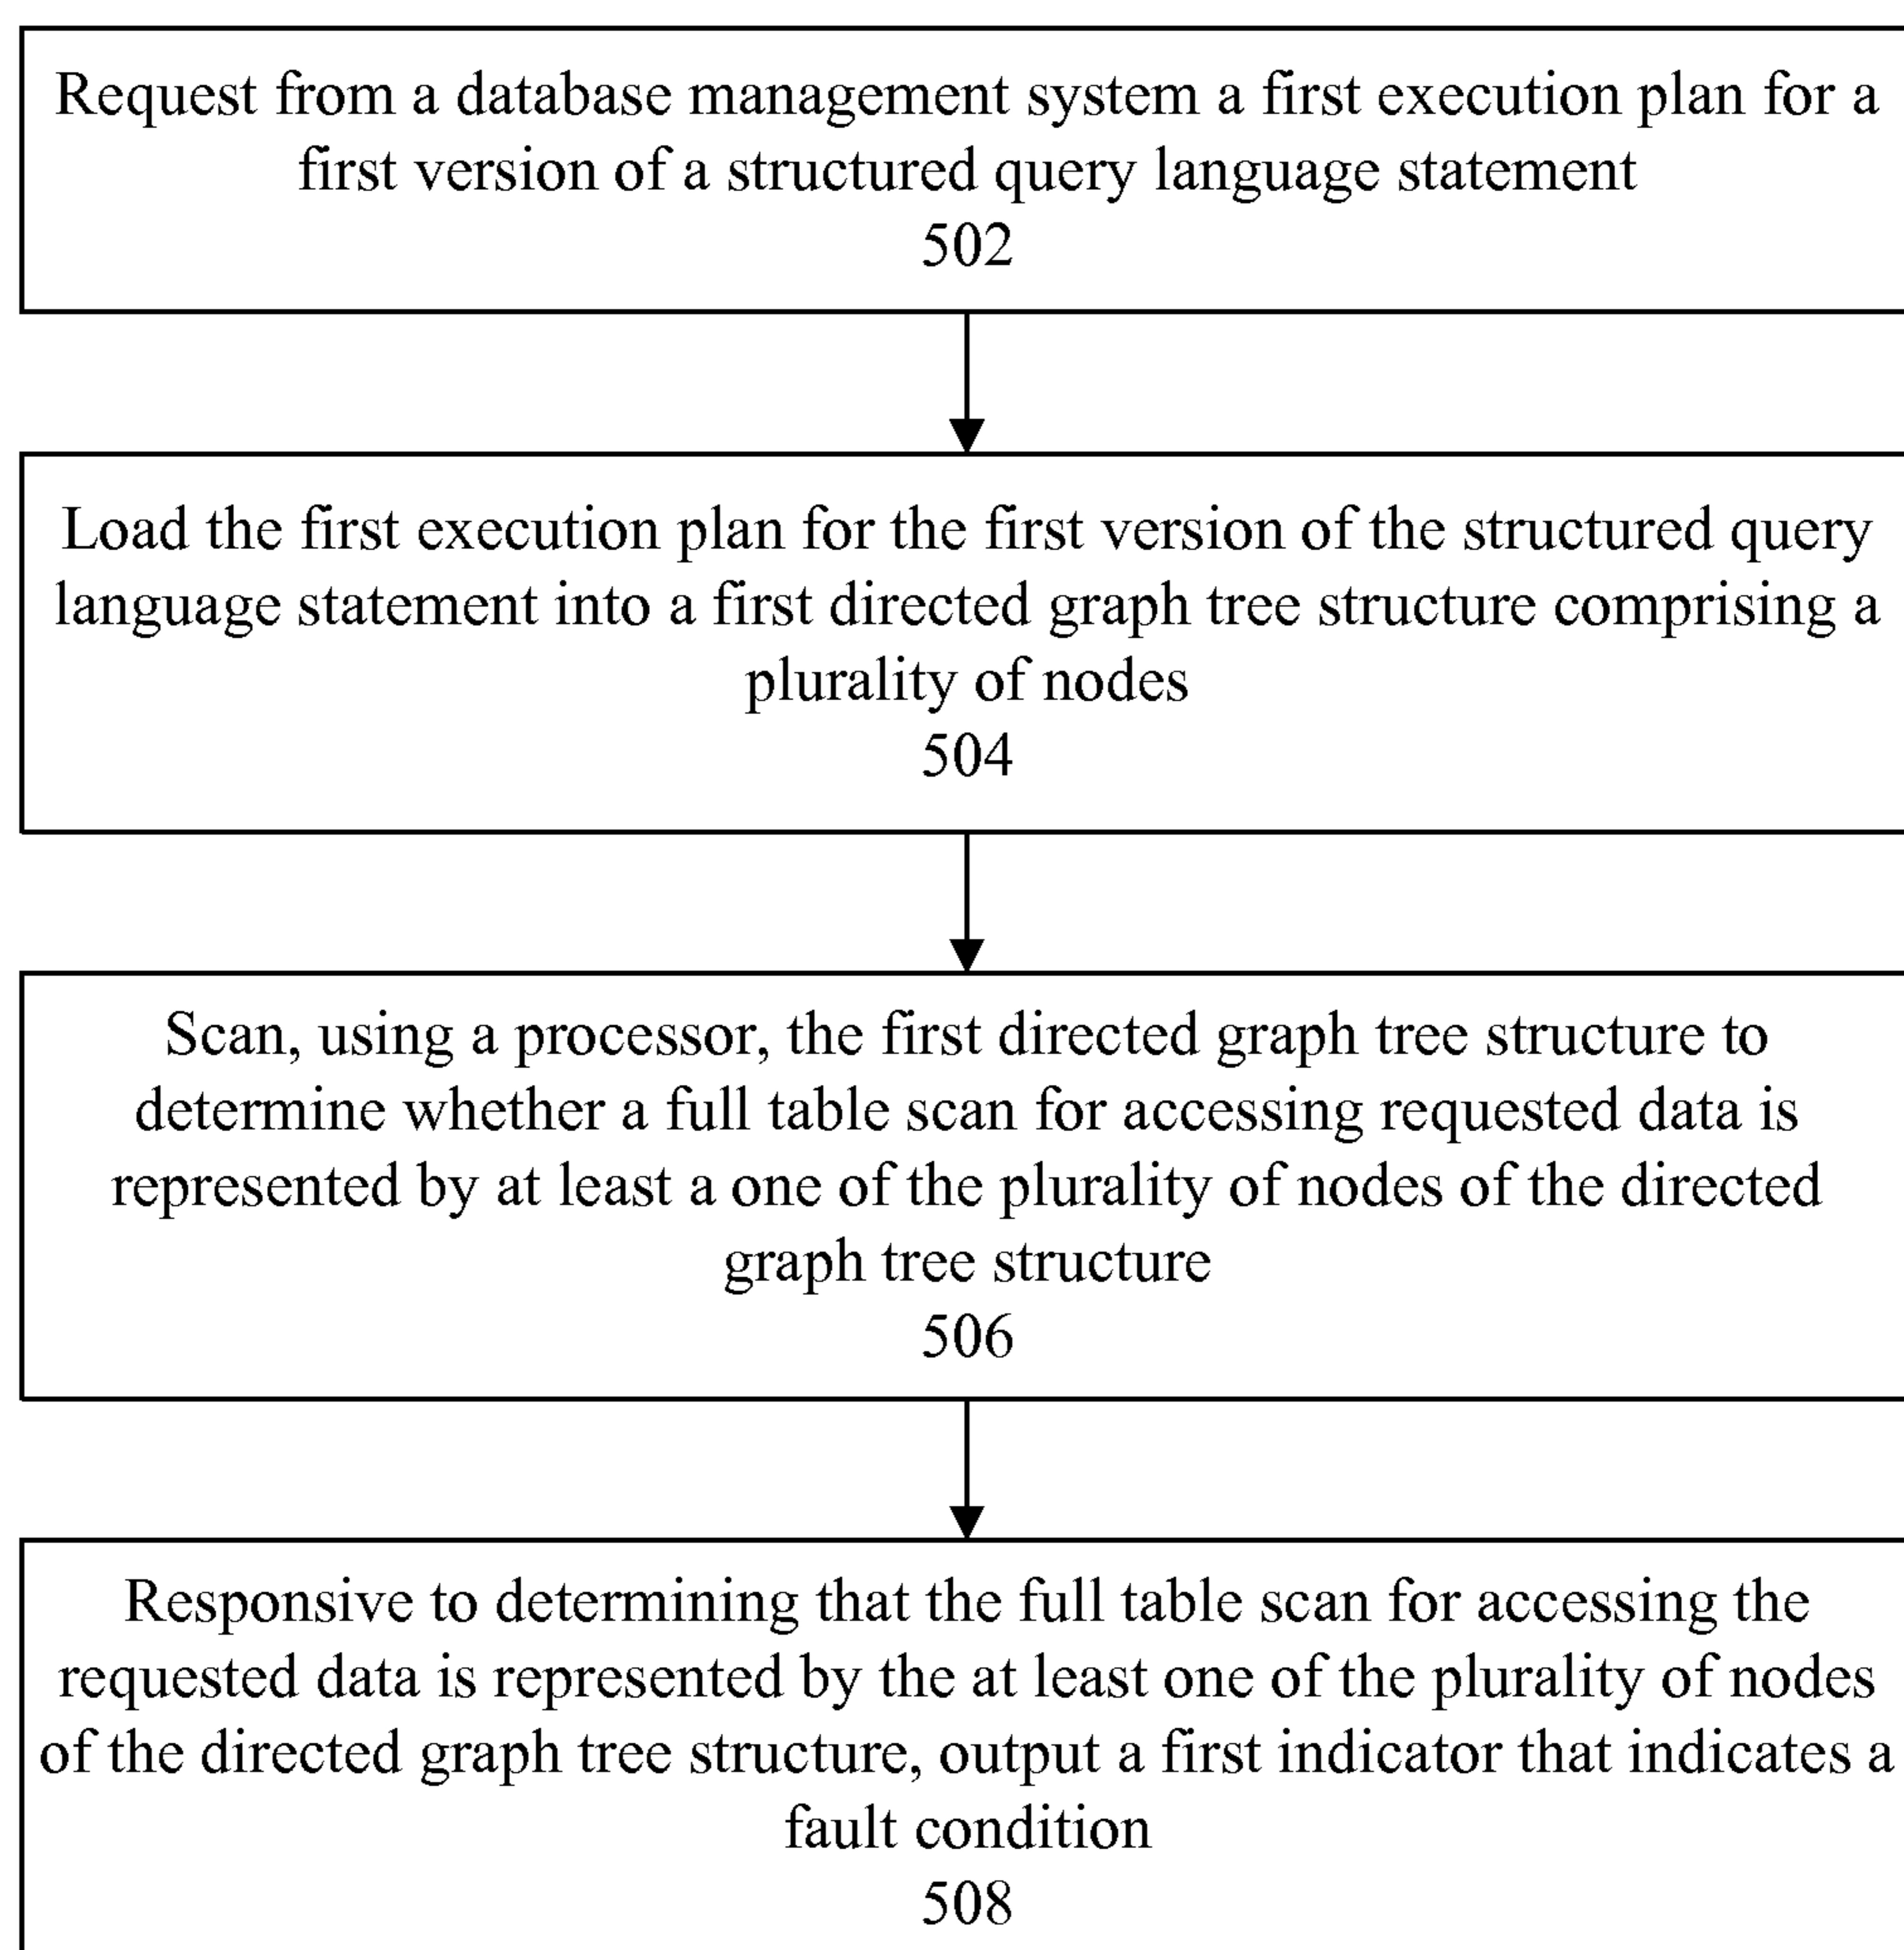 Request from a database management system a first execution plan for a
first version of a structured query language statement
502
Load the first execution plan for the first version of the structured query
language statement into a first directed graph tree structure comprising a
plurality of nodes
504
Scan, using a processor, the first directed graph tree structure to
determine whether a full table scan for accessing requested data is
represented by at least a one of the plurality of nodes of the directed
graph tree structure
506
Responsive to determining that the full table scan for accessing the
requested data is represented by the at least one of the plurality of nodes
of the directed graph tree structure, output a first indicator that indicates a
fault condition
508